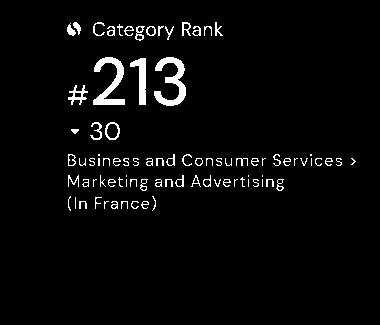 Category Rank
#213
30
Business and Consumer Services >
Marketing and Advertising
(In France)